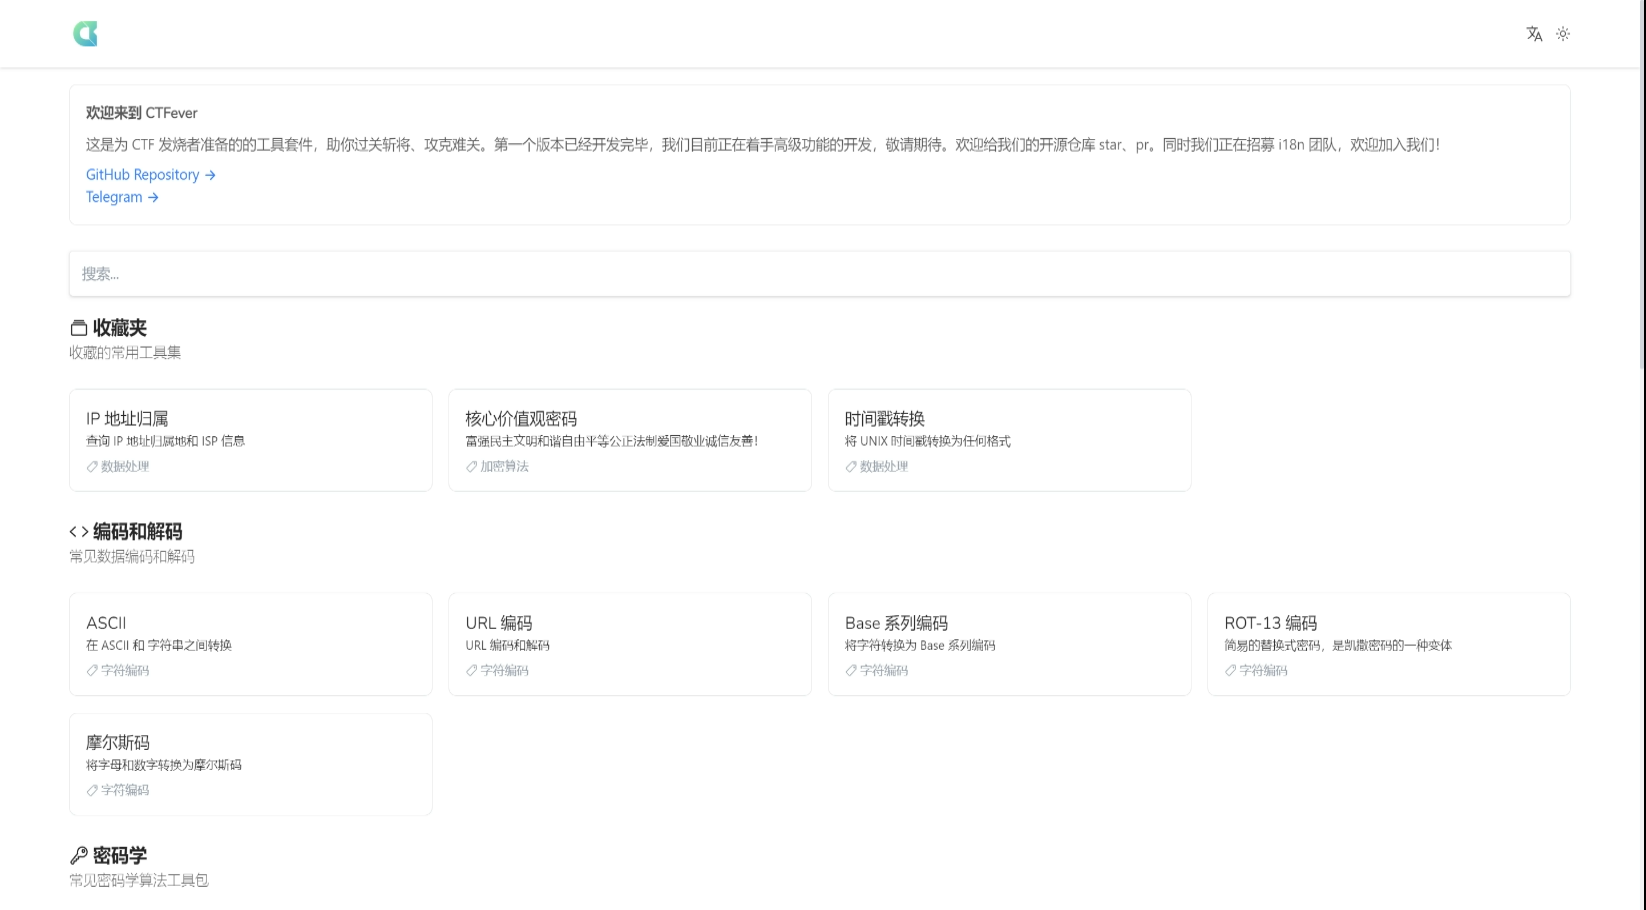 欢迎来到 CTFever
这是为 CTF 发烧者准备的的工具套件，助你过关斩将、攻克难关。第一个版本已经开发完毕，我们目前正在着手高级功能的开发，敬请期待。欢迎给我们的开源仓库 star、pr。同时我们正在招募 i18n 团队，欢迎加入我们！
GitHub Repository →
Telegram →
搜索...
收藏夹
收藏的常用工具集
IP 地址归属
查询 IP 地址归属地和 ISP 信息
数据处理
核心价值观密码
富强民主文明和谐自由平等公正法制爱国敬业诚信友善！
加密算法
时间戳转换
将 UNIX 时间戳转换为任何格式
数据处理
编码和解码
常见数据编码和解码
ASCII
在 ASCII 和 字符串之间转换
字符编码
URL 编码
URL 编码和解码
字符编码
Base 系列编码
将字符转换为 Base 系列编码
字符编码
ROT-13 编码
简易的替换式密码，是凯撒密码的一种变体
字符编码
摩尔斯码
将字母和数字转换为摩尔斯码
字符编码
密码学
常见密码学算法工具包